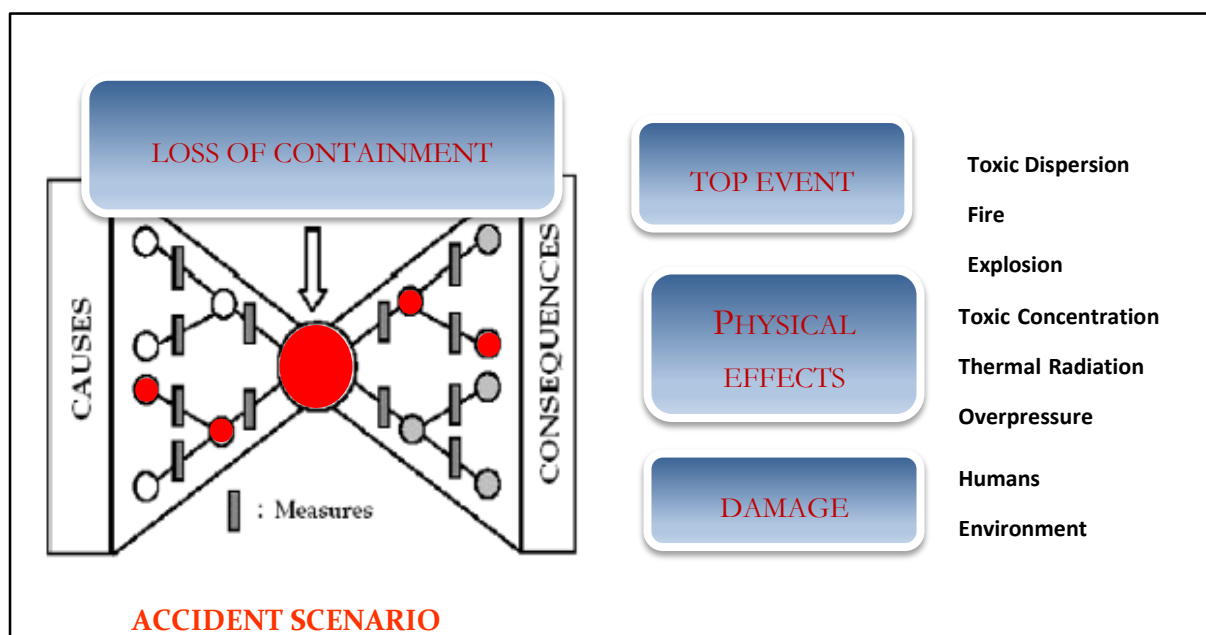 LOSS OF CONTAINMENT
CAUSES
CONSEQUENCES
: Measures
ACCIDENT SCENARIO
TOP EVENT
Toxic Dispersion
Fire
Explosion
PHYSICAL
EFFECTS
Toxic Concentration
Thermal Radiation
Overpressure
DAMAGE
Humans
Environment